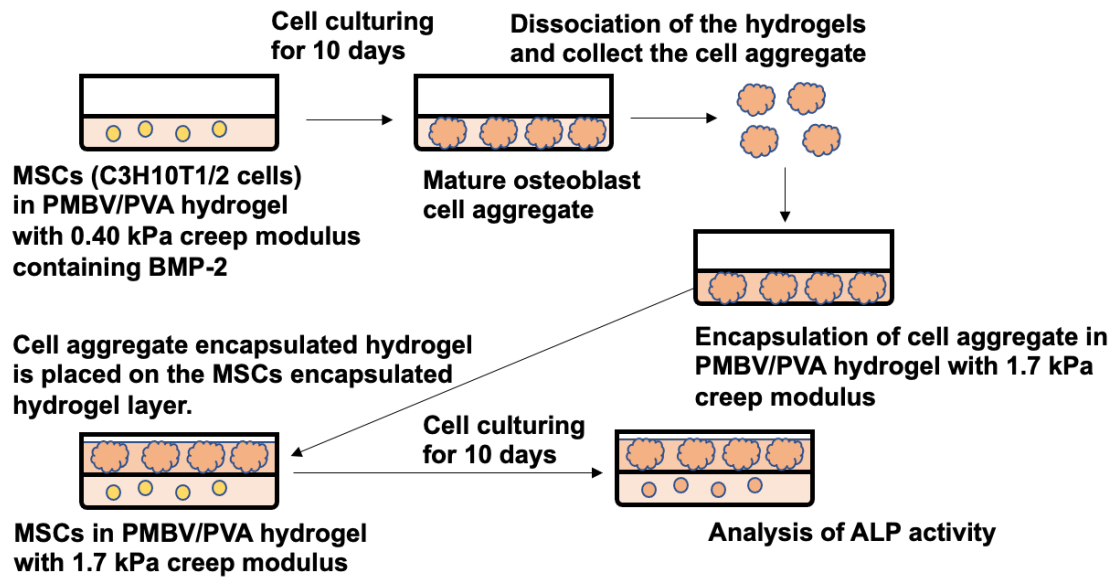 Cell culturing
for 10 days
Dissociation of the hydrogels
and collect the cell aggregate
MSCs (C3H10T1/2 cells)
in PMBV/PVA hydrogel
with 0.40 kPa creep modulus
containing BMP-2
Mature osteoblast
cell aggregate
Encapsulation of cell aggregate in
PMBV/PVA hydrogel with 1.7 kPa
creep modulus
Cell aggregate encapsulated hydrogel
is placed on the MSCs encapsulated
hydrogel layer.
Cell culturing
for 10 days
MSCs in PMBV/PVA hydrogel
with 1.7 kPa creep modulus
Analysis of ALP activity